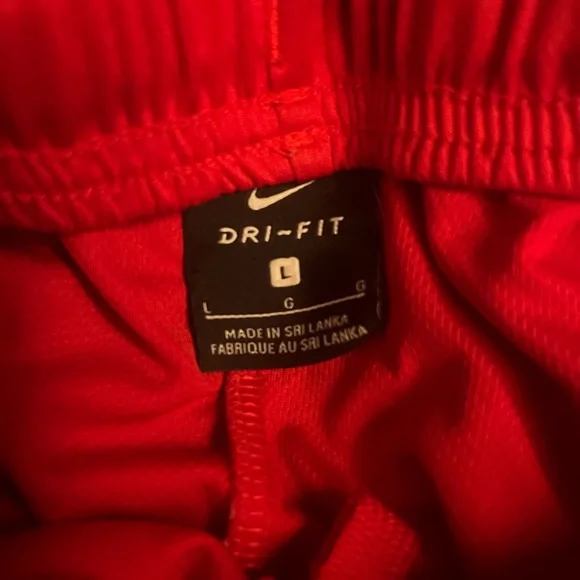 DRI-FIT
L
L G G
MADE IN SRI LANKA
FABRIQUE AU SRI LANKA